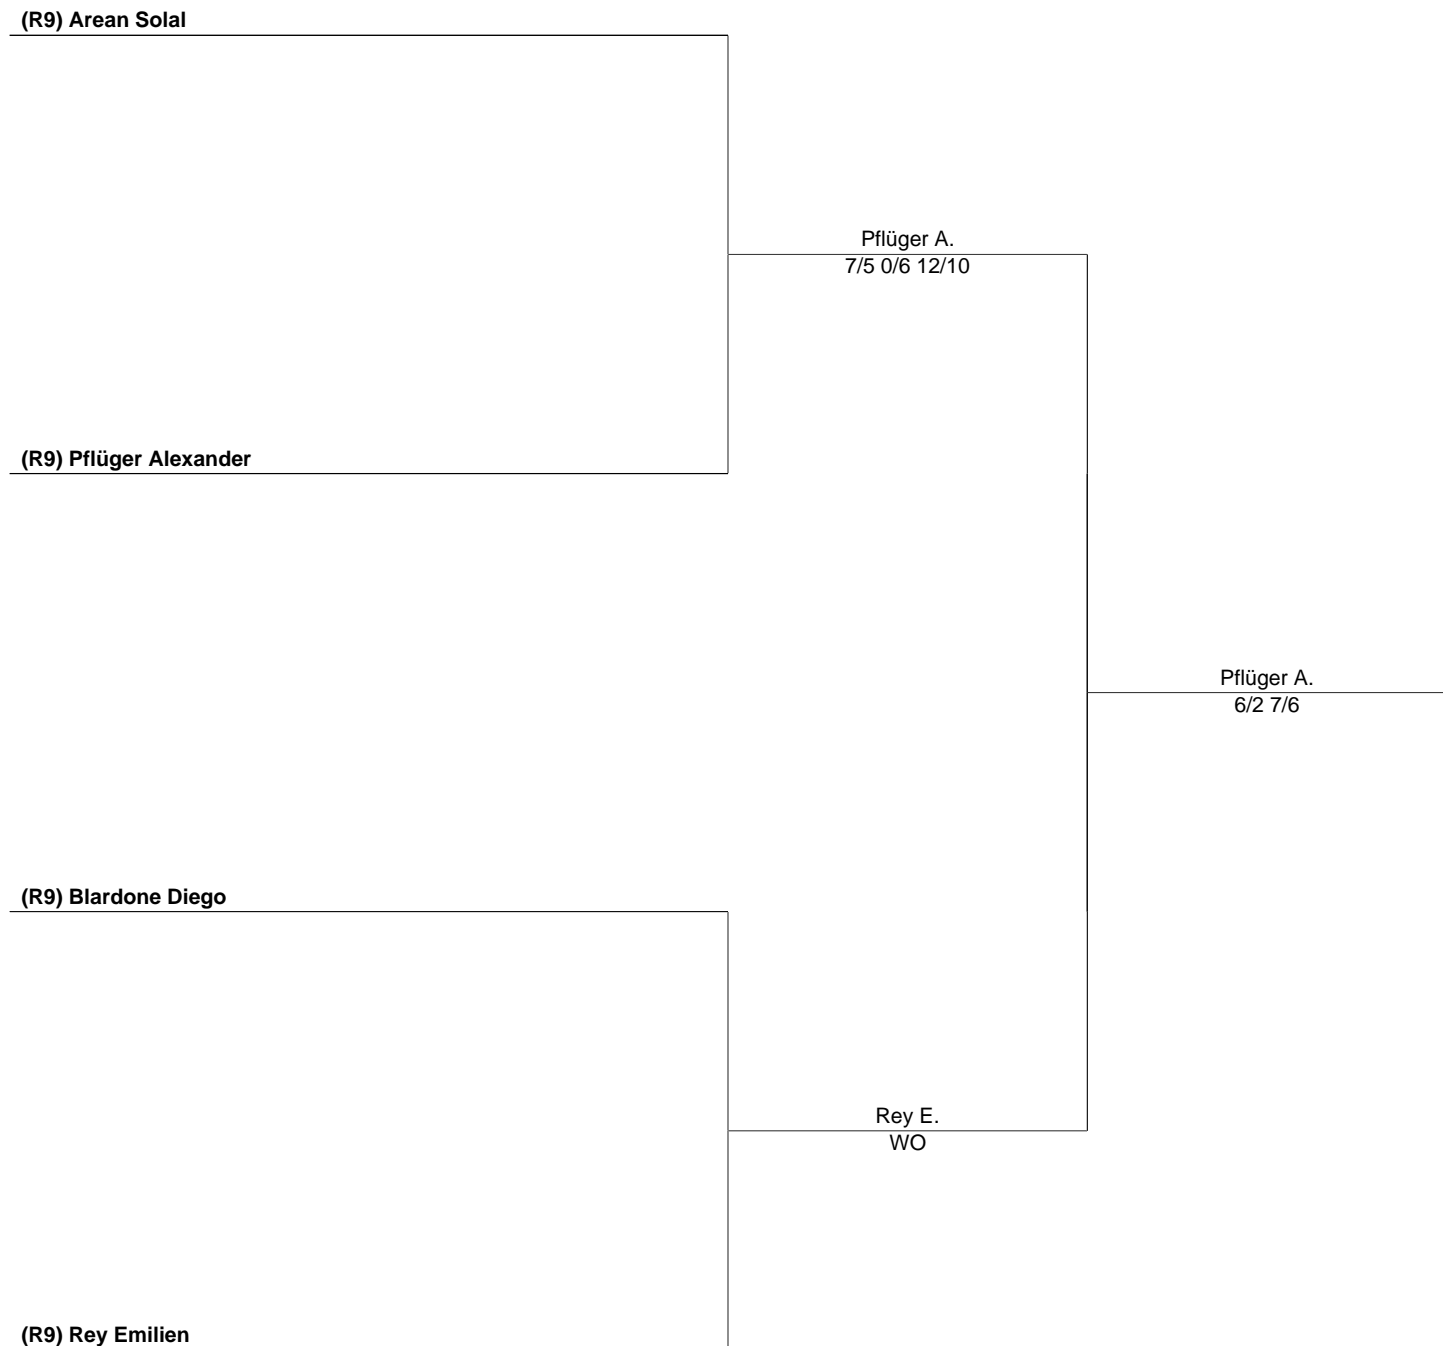 (R9) Arean Solal
Pflüger A.
7/5 0/6 12/10
(R9) Pflüger Alexander
Pflüger A.
6/2 7/6
(R9) Blardone Diego
Rey E.
WO
(R9) Rey Emilien